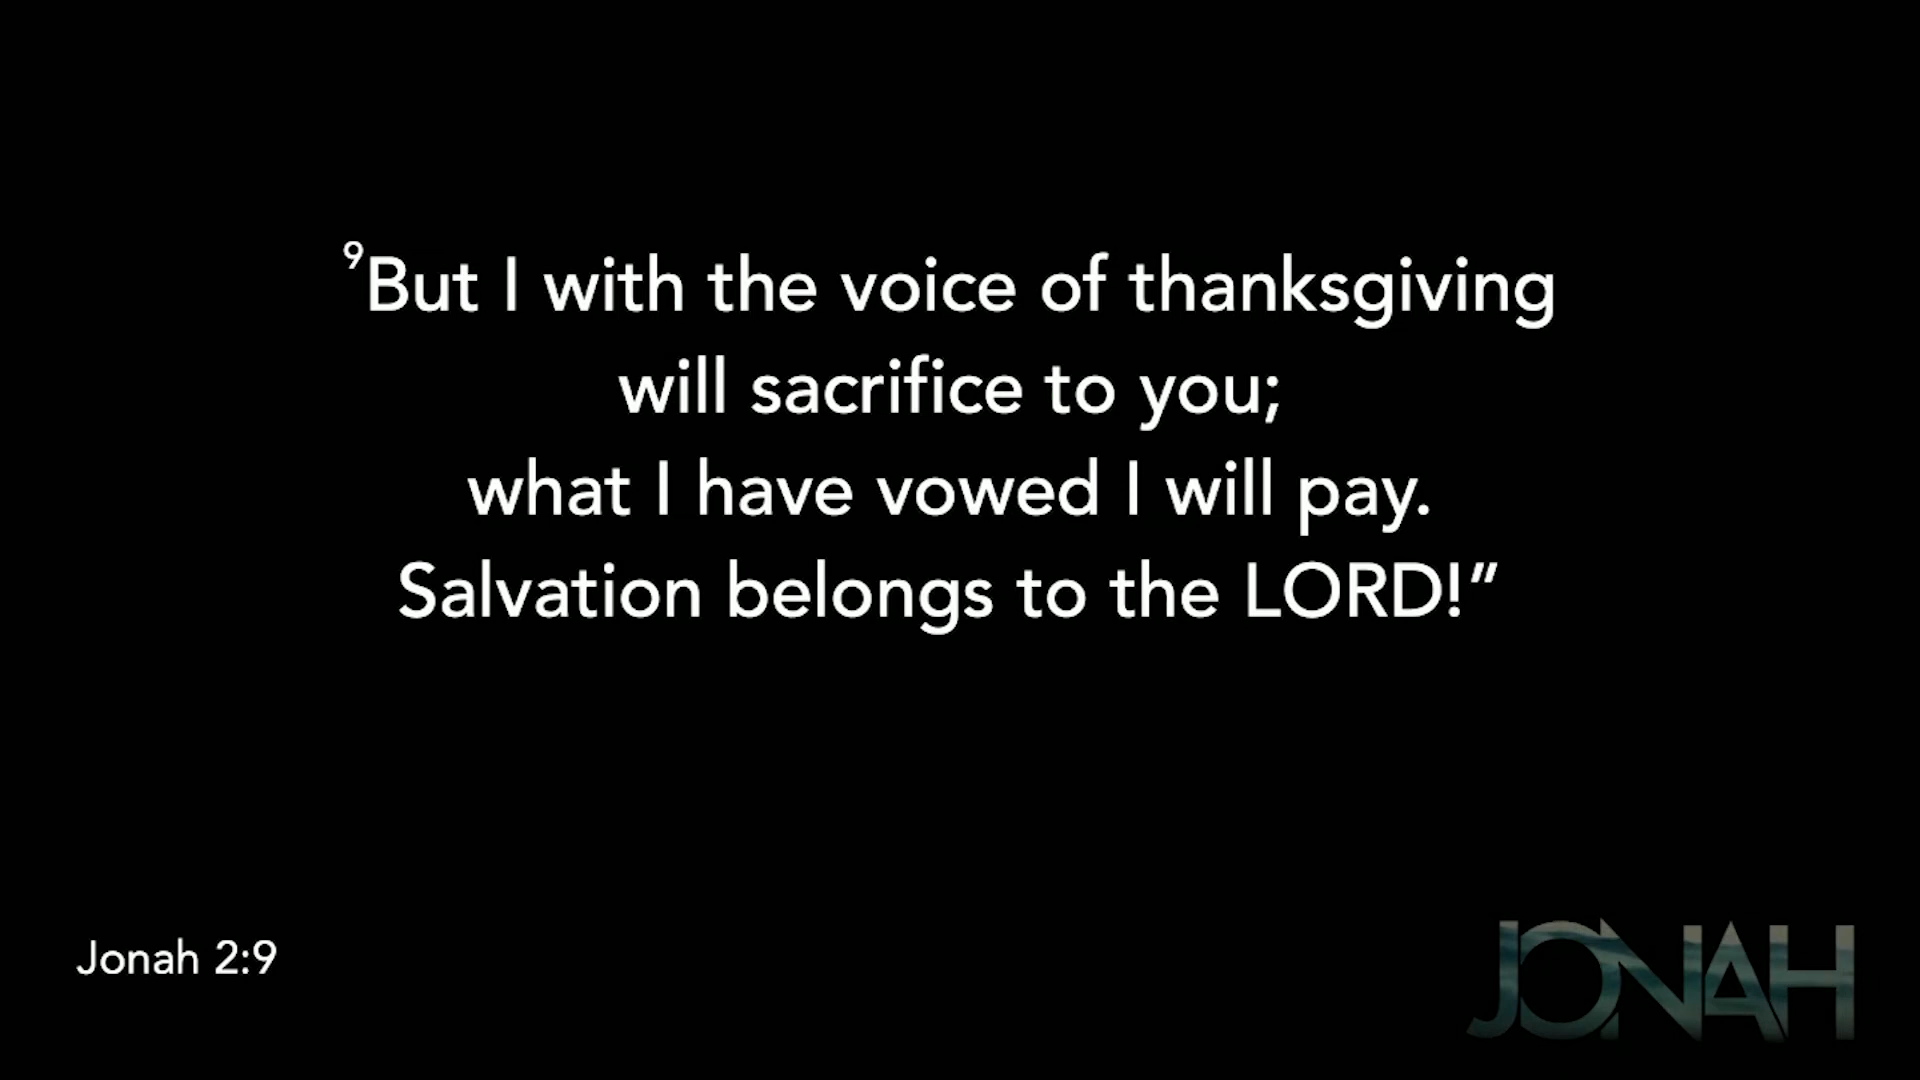 ⁹But I with the voice of thanksgiving
will sacrifice to you;
what I have vowed I will pay.
Salvation belongs to the LORD!”
Jonah 2:9
JONAH